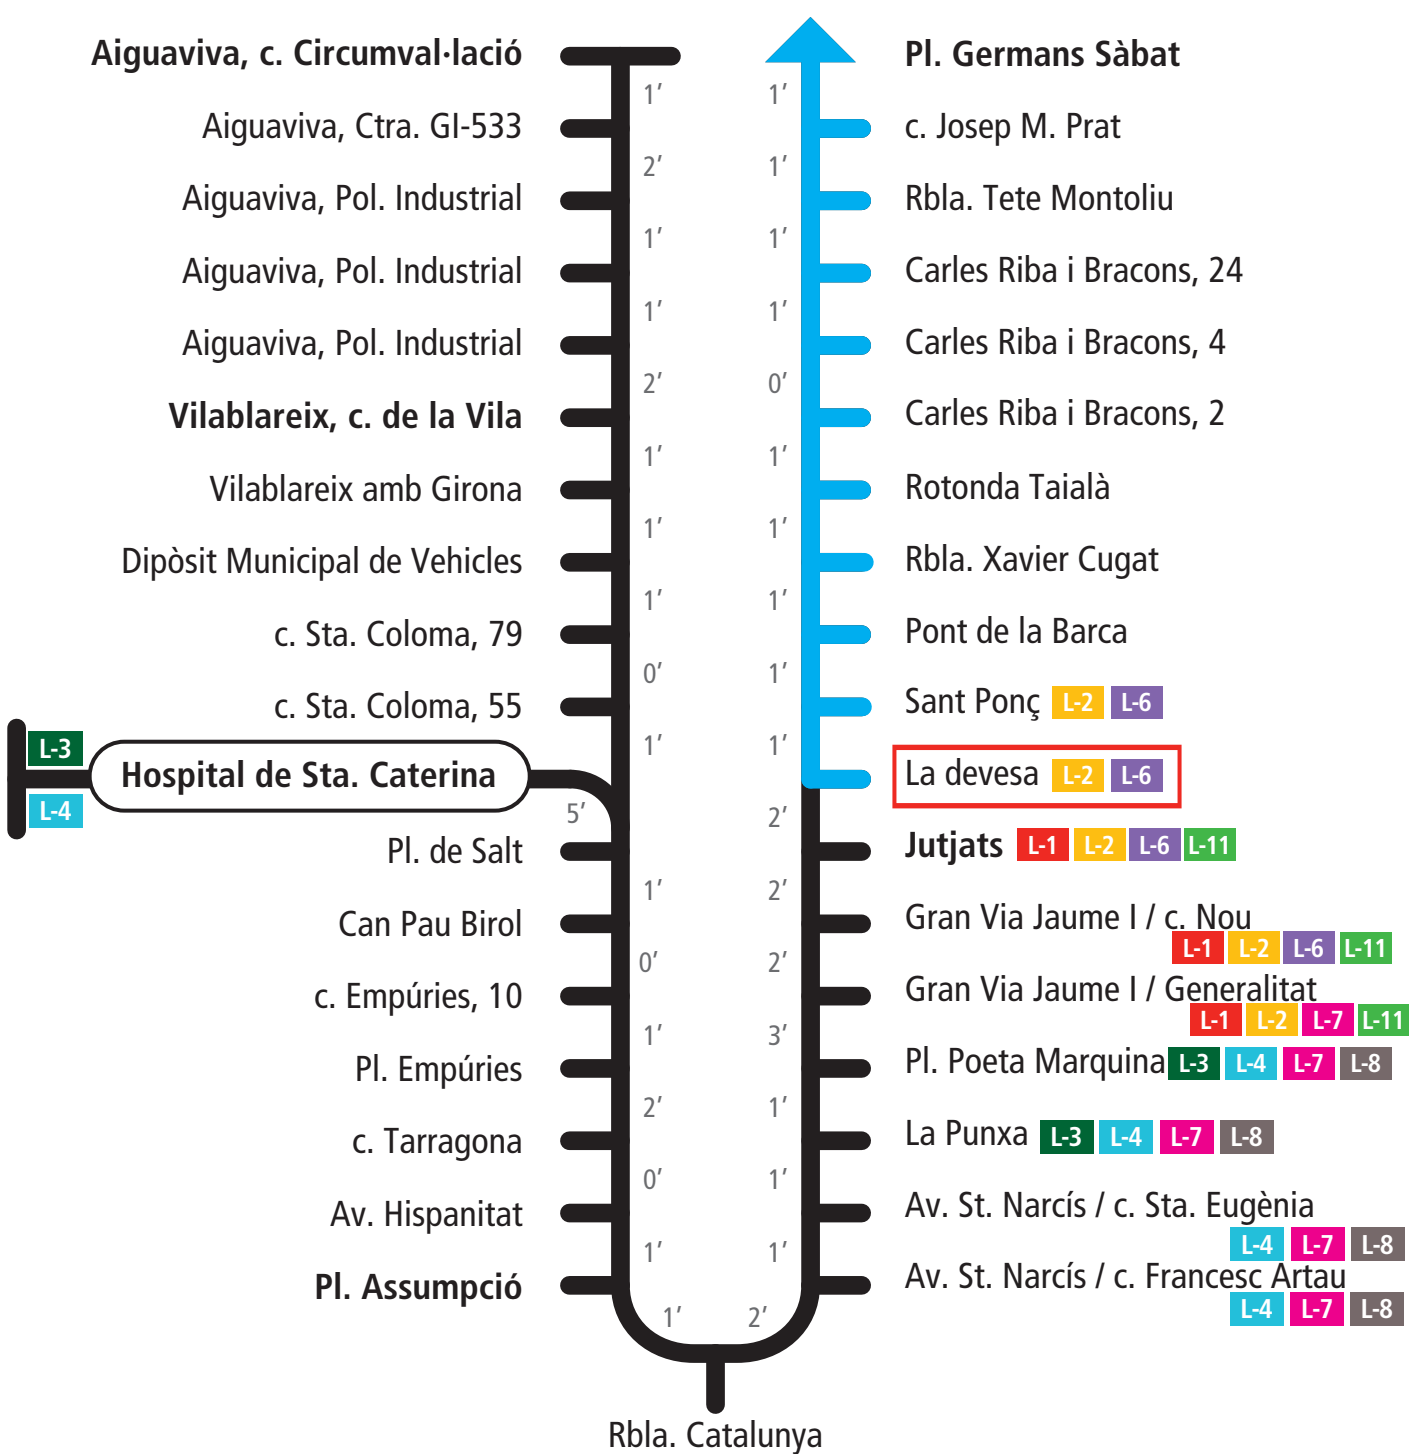 Aiguaviva, c. Circumval·lació
1’
Aiguaviva, Ctra. GI-533
2’
Aiguaviva, Pol. Industrial
1’
Aiguaviva, Pol. Industrial
1’
Aiguaviva, Pol. Industrial
2’
Vilablareix, c. de la Vila
1’
Vilablareix amb Girona
1’
Dipòsit Municipal de Vehicles
1’
c. Sta. Coloma, 79
0’
c. Sta. Coloma, 55
1’
L-3
Hospital de Sta. Caterina
L-4
5’
Pl. de Salt
1’
Can Pau Birol
0’
c. Empúries, 10
1’
Pl. Empúries
2’
c. Tarragona
0’
Av. Hispanitat
1’
Pl. Assumpció
1’
Rbla. Catalunya
Pl. Germans Sàbat
1’
c. Josep M. Prat
1’
Rbla. Tete Montoliu
1’
Carles Riba i Bracons, 24
1’
Carles Riba i Bracons, 4
0’
Carles Riba i Bracons, 2
1’
Rotonda Taialà
1’
Rbla. Xavier Cugat
1’
Pont de la Barca
1’
Sant Ponç L-2 L-6
1’
La devesa L-2 L-6
2’
Jutjats L-1 L-2 L-6 L-11
2’
Gran Via Jaume I / c. Nou
L-1 L-2 L-6 L-11
2’
Gran Via Jaume I / Generalitat
L-1 L-2 L-7 L-11
3’
Pl. Poeta Marquina L-3 L-4 L-7 L-8
1’
La Punxa L-3 L-4 L-7 L-8
1’
Av. St. Narcís / c. Sta. Eugènia
L-4 L-7 L-8
1’
Av. St. Narcís / c. Francesc Artau
L-4 L-7 L-8
2’